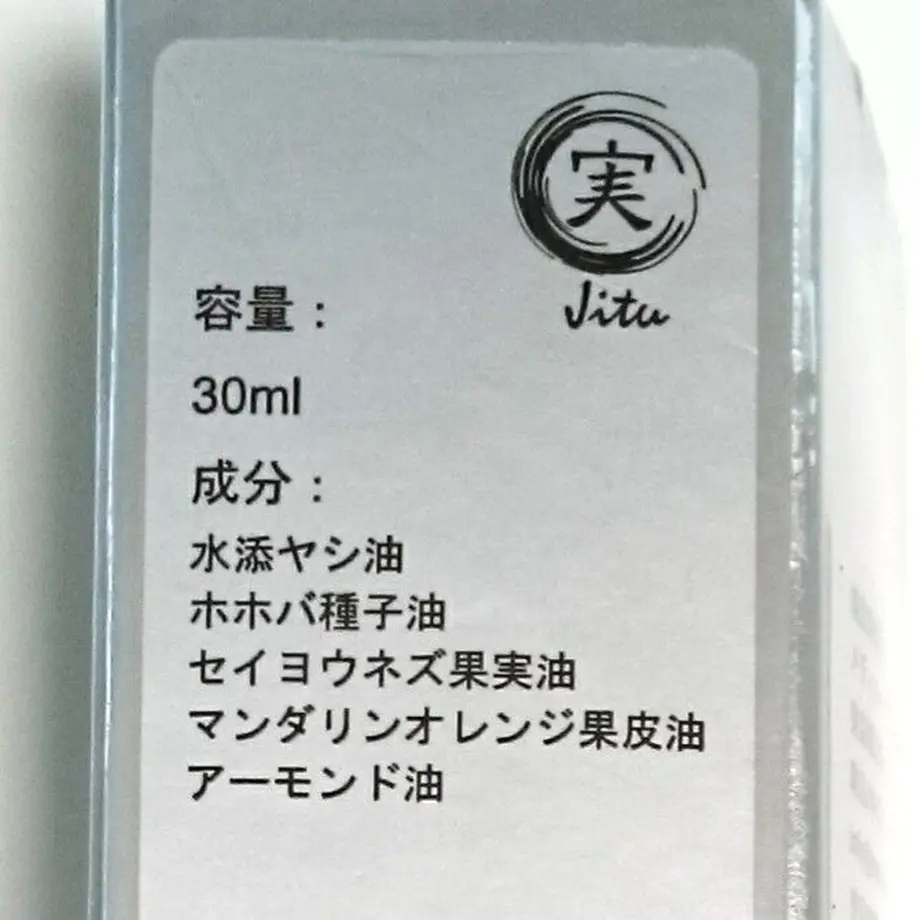 実
Jitu
容量：
30ml
成分：
水添ヤシ油
ホホバ種子油
セイヨウネズ果実油
マンダリンオレンジ果皮油
アーモンド油